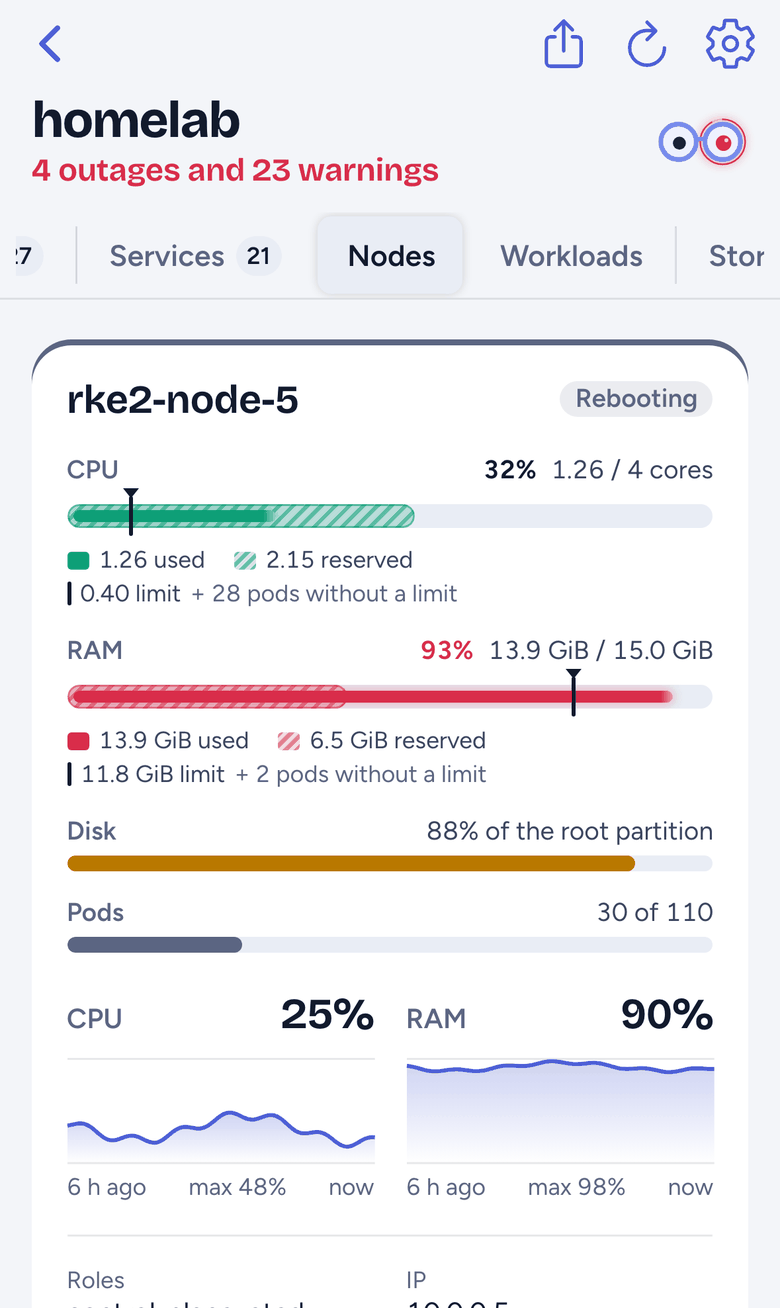 homelab
4 outages and 23 warnings
Services 21
Nodes
Workloads
rke2-node-5
Rebooting
CPU
32% 1.26 / 4 cores
1.26 used
2.15 reserved
0.40 limit + 28 pods without a limit
RAM
93% 13.9 GiB / 15.0 GiB
13.9 GiB used
6.5 GiB reserved
11.8 GiB limit + 2 pods without a limit
Disk
88% of the root partition
Pods
30 of 110
CPU 25%
RAM 90%
6 h ago max 48% now
6 h ago max 98% now
Roles
IP